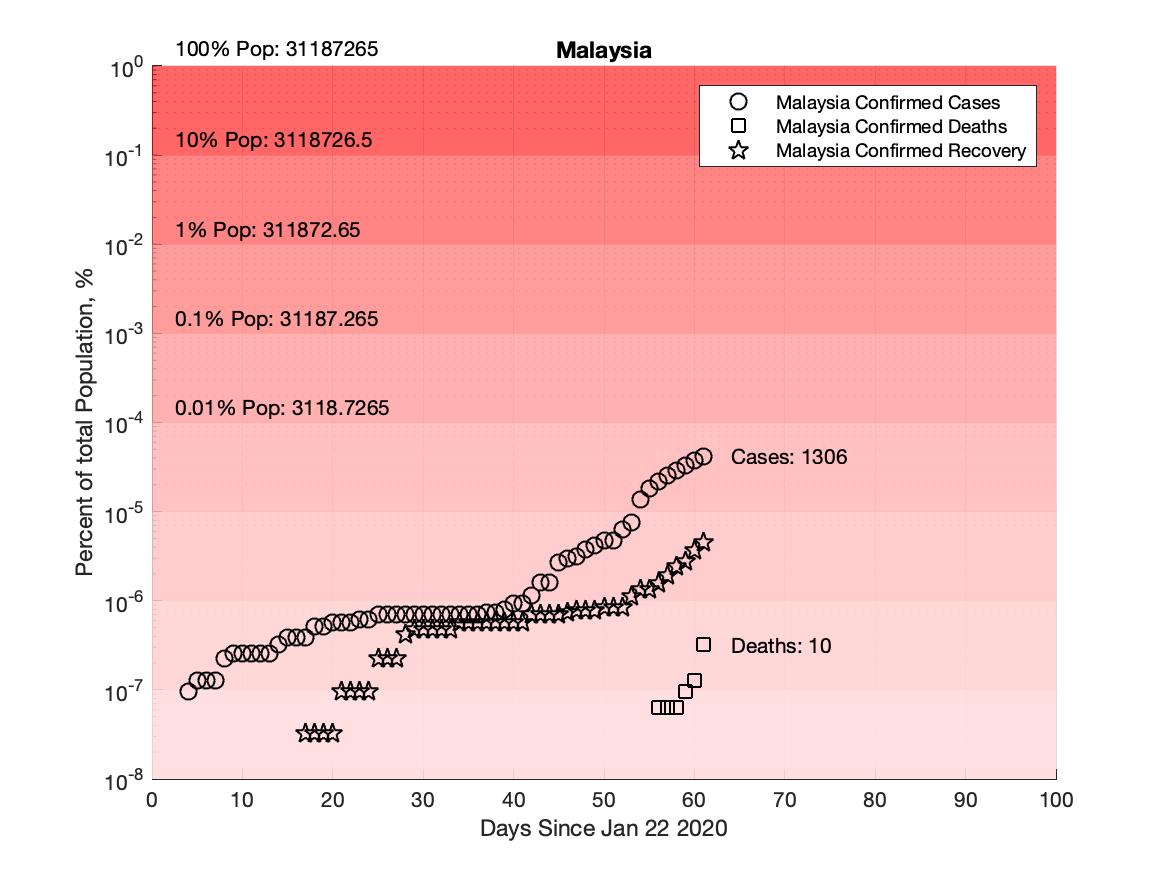 100% Pop: 31187265
Malaysia
10^0
Malaysia Confirmed Cases
Malaysia Confirmed Deaths
Malaysia Confirmed Recovery
10% Pop: 3118726.5
10^-1
1% Pop: 311872.65
10^-2
0.1% Pop: 31187.265
10^-3
0.01% Pop: 3118.7265
10^-4
Cases: 1306
10^-5
10^-6
Deaths: 10
10^-7
10^-8
Percent of total Population, %
0 10 20 30 40 50 60 70 80 90 100
Days Since Jan 22 2020